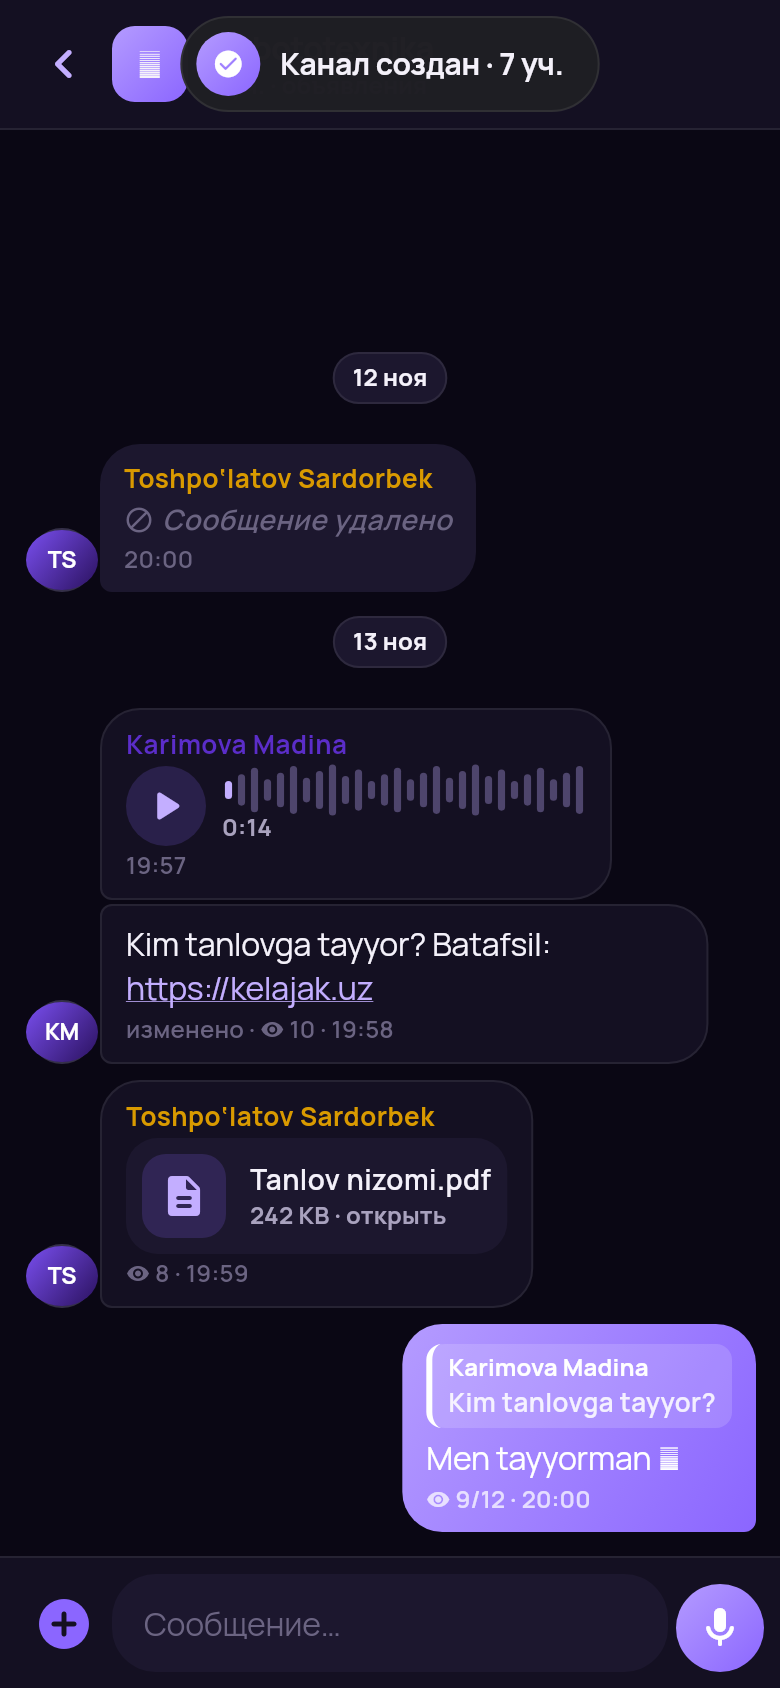 Канал создан · 7 уч.
12 ноя
Toshpo‘latov Sardorbek
Сообщение удалено
20:00
TS
13 ноя
Karimova Madina
0:14
19:57
Kim tanlovga tayyor? Batafsil:
https://kelajak.uz
изменено · 10 · 19:58
KM
Toshpo‘latov Sardorbek
Tanlov nizomi.pdf
242 KB · открыть
8 · 19:59
TS
Karimova Madina
Kim tanlovga tayyor?
Men tayyorman
9/12 · 20:00
Сообщение…